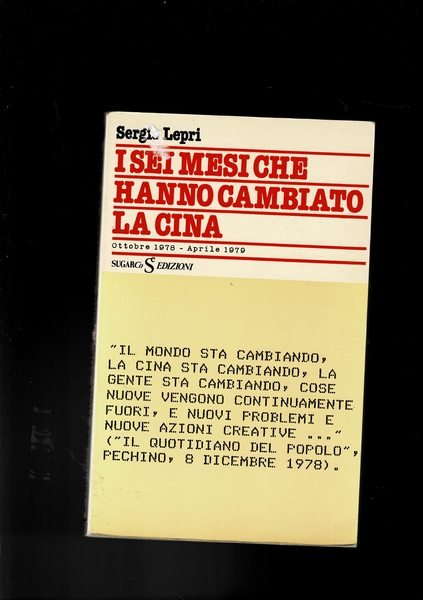 Sergio Lepri
I SEI MESI CHE
HANNO CAMBIATO
LA CINA
Ottobre 1978 - Aprile 1979
SUGARCo Se EDIZIONI
"IL MONDO STA CAMBIANDO,
LA CINA STA CAMBIANDO, LA
GENTE STA CAMBIANDO, COSE
NUOVE VENGONO CONTINUAMENTE
FUORI, E NUOVI PROBLEMI E
NUOVE AZIONI CREATIVE ..."
("IL QUOTIDIANO DEL POPOLO",
PECHINO, 8 DICEMBRE 1978).